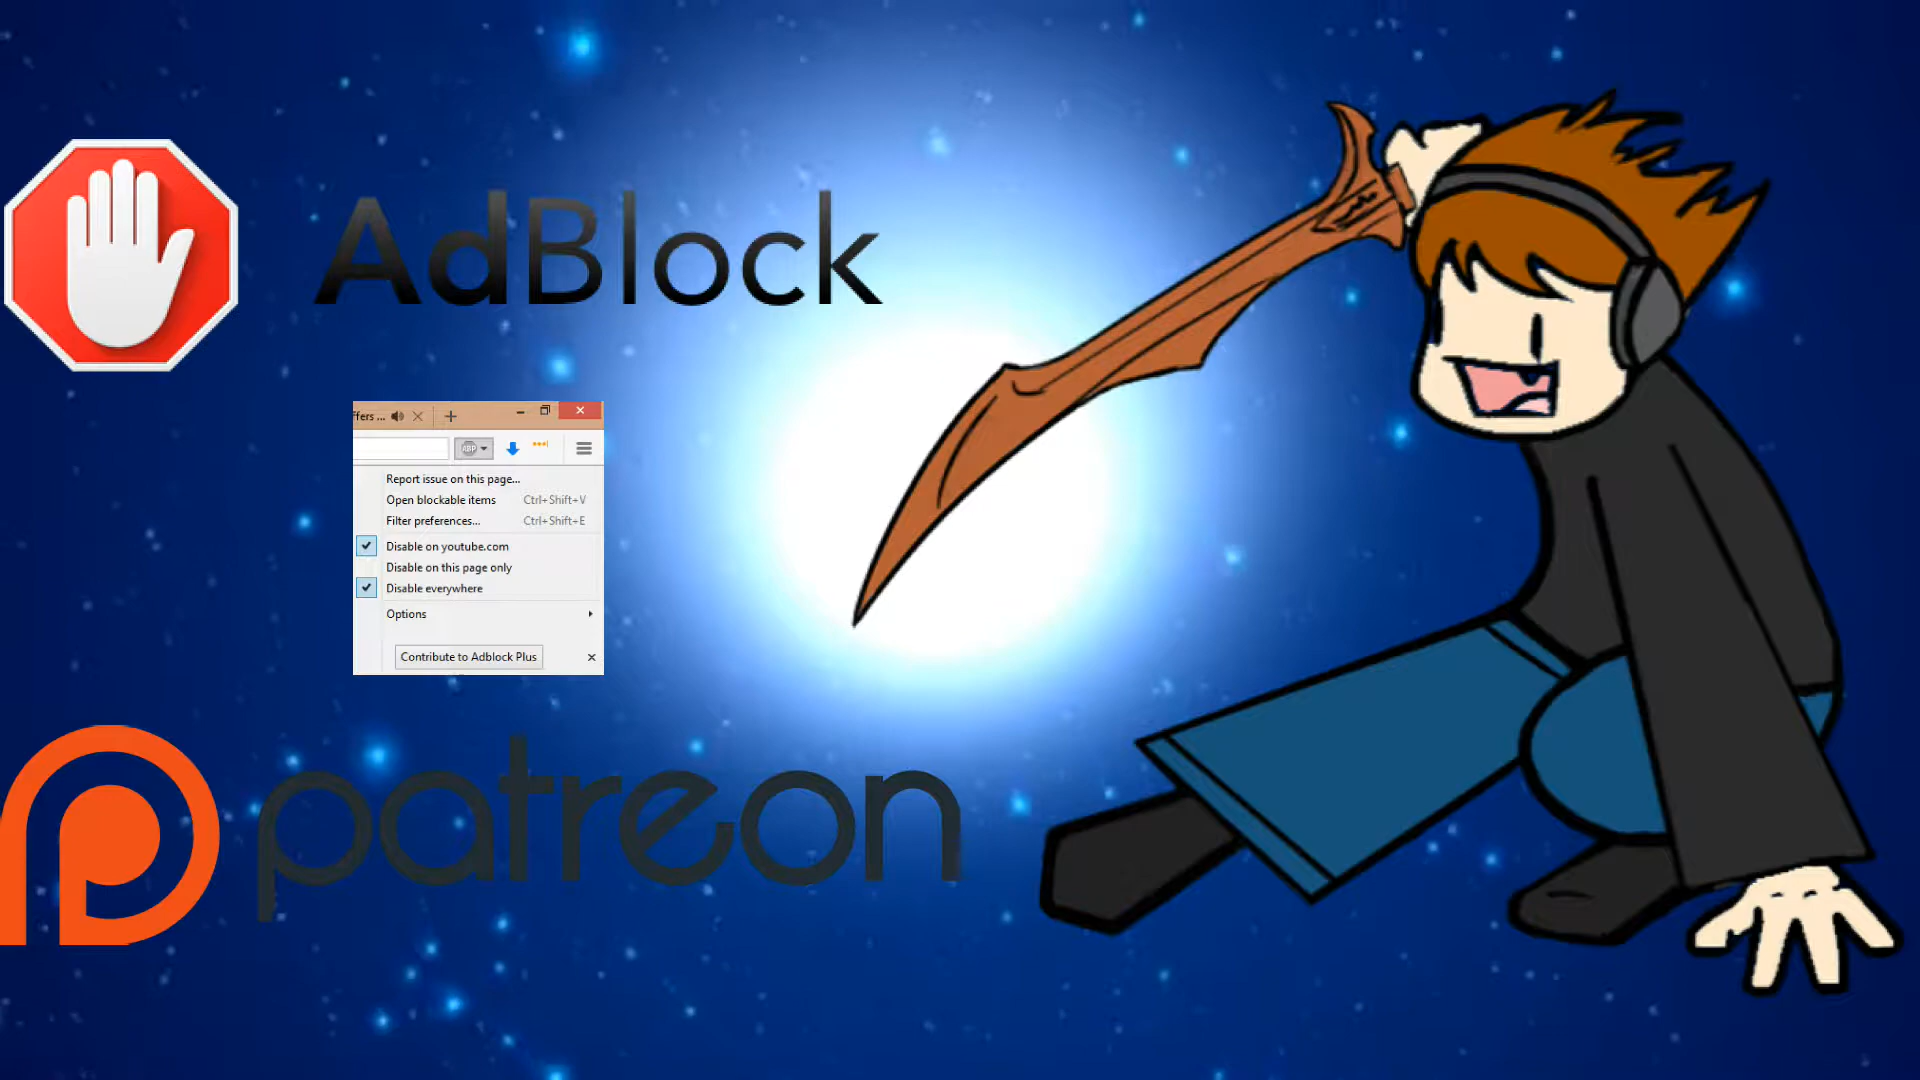 AdBlock
ffers ...
ABP
Report issue on this page...
Open blockable items Ctrl+Shift+V
Filter preferences... Ctrl+Shift+E
Disable on youtube.com
Disable on this page only
Disable everywhere
Options
Contribute to Adblock Plus
patreon